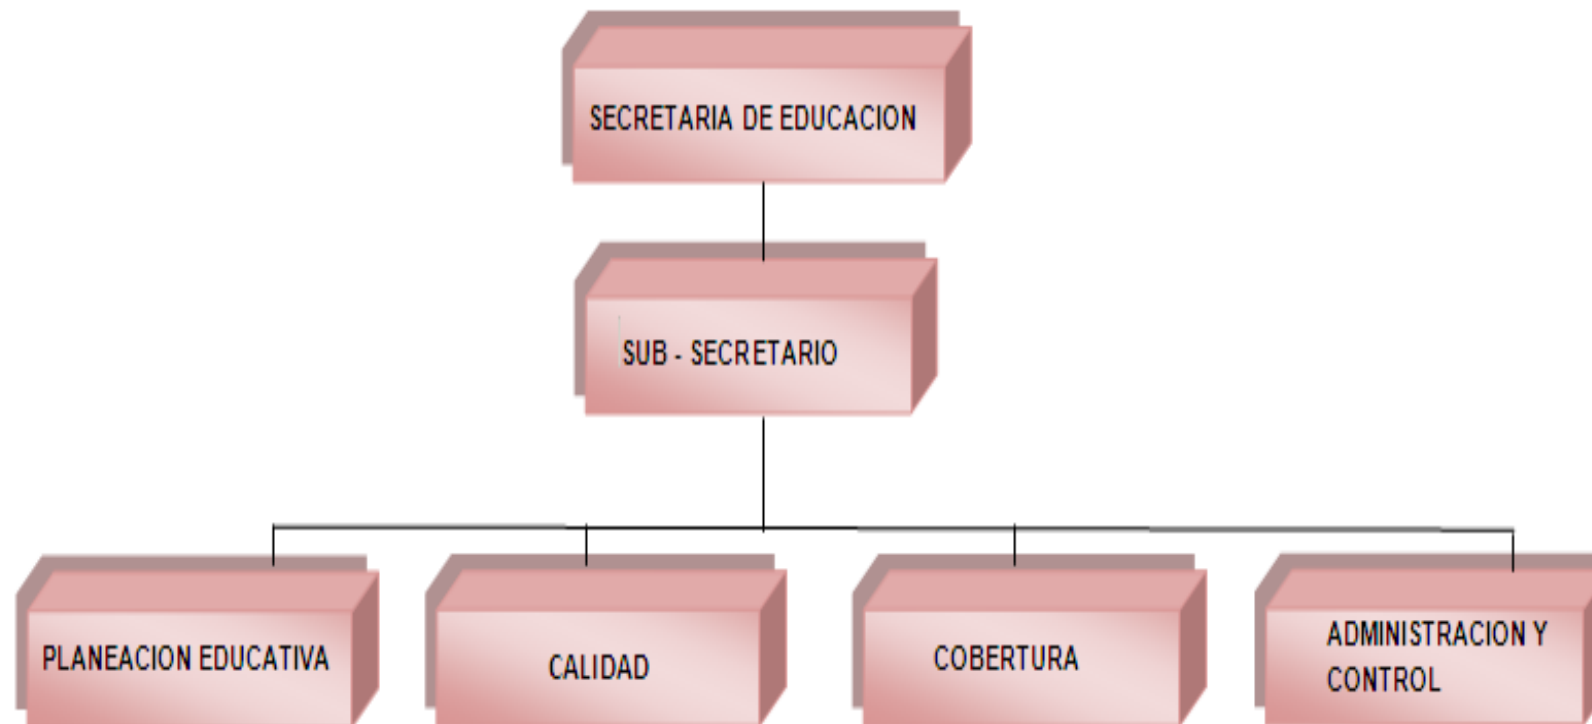 SECRETARIA DE EDUCACION
SUB - SECRETARIO
PLANEACION EDUCATIVA
CALIDAD
COBERTURA
ADMINISTRACION Y
CONTROL